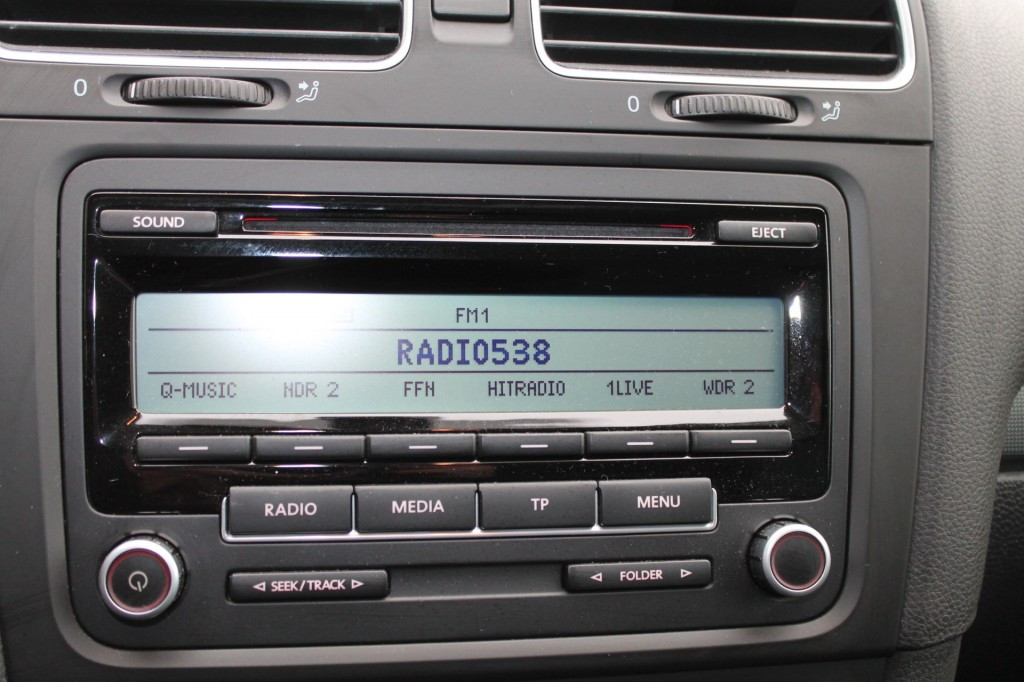 0
0
SOUND
EJECT
FM1
RADIO538
Q-MUSIC NDR 2 FFN HITRADIO 1LIVE WDR 2
RADIO MEDIA TP MENU
SEEK/TRACK
FOLDER